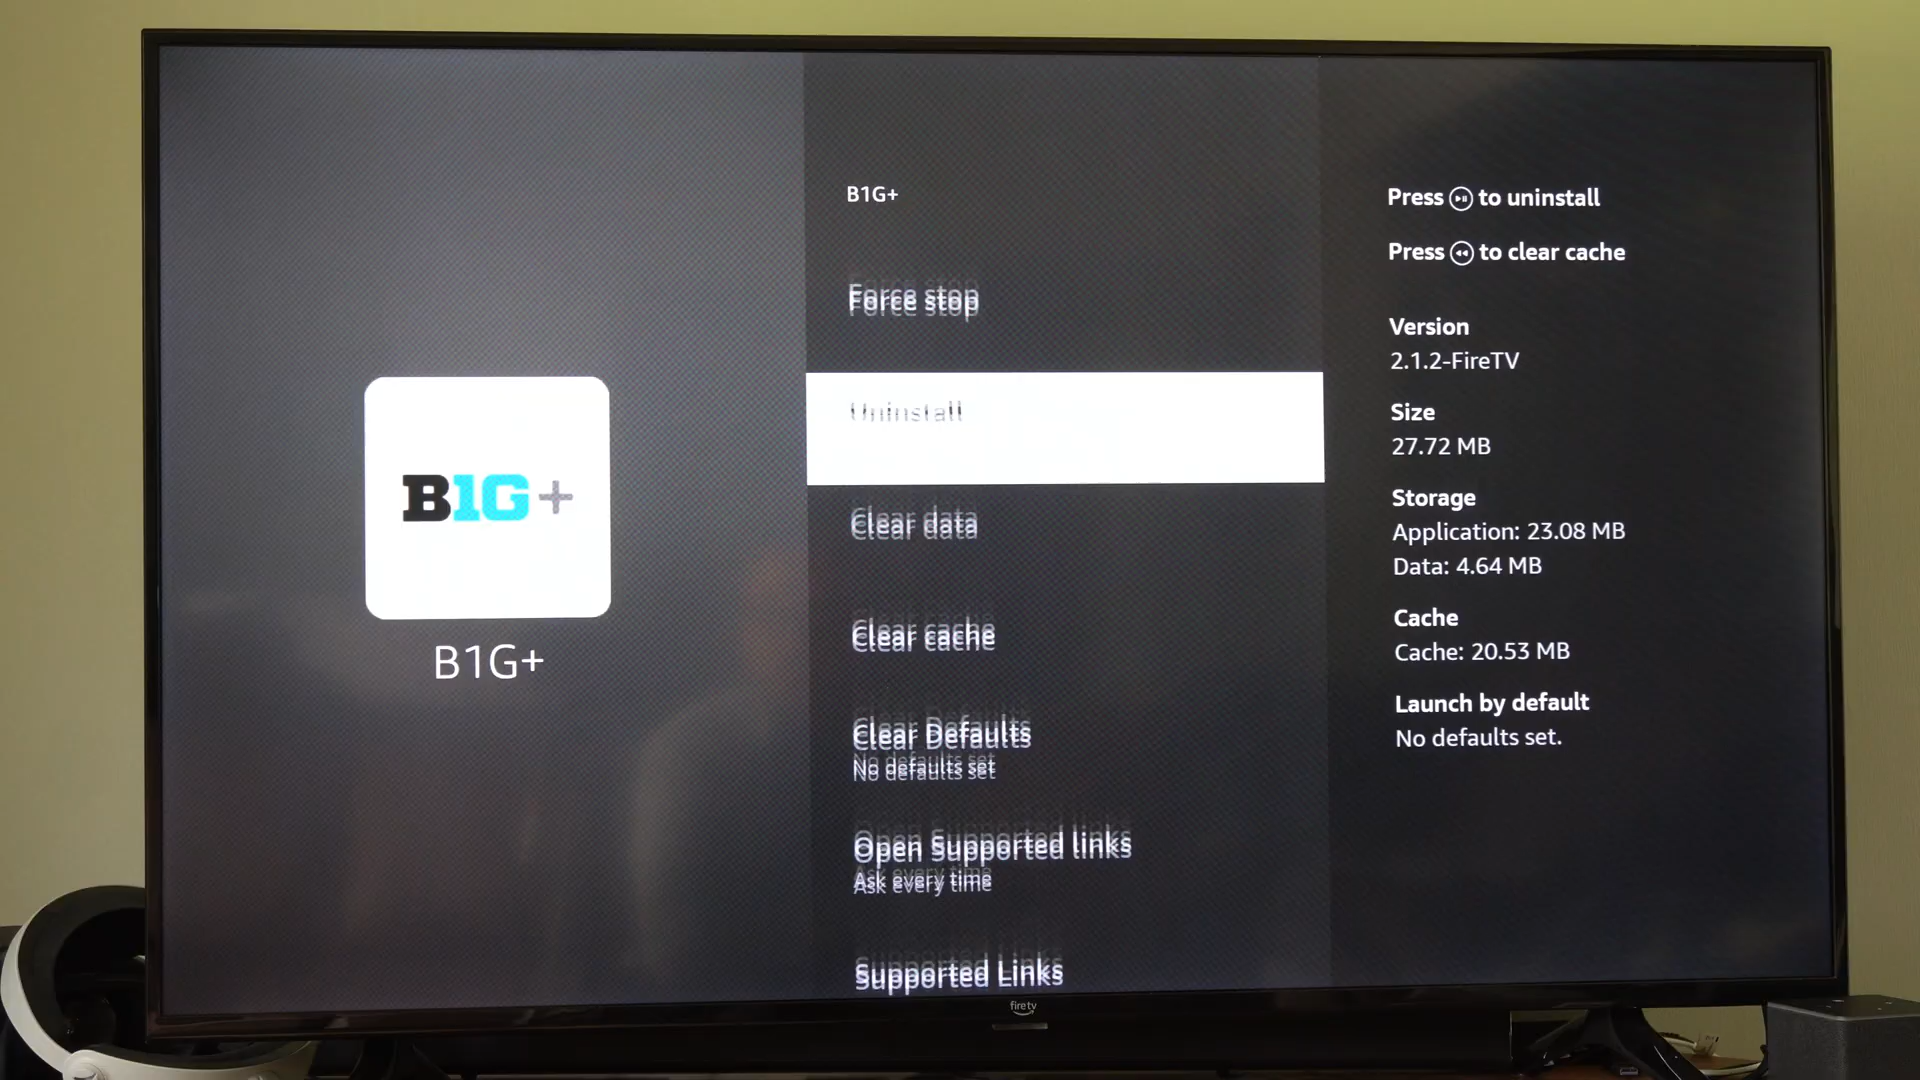 B1G+
B1G+
B1G+
Force stop
Uninstall
Clear data
Clear cache
Clear Defaults
No defaults set
Open Supported links
Ask every time
Supported Links
Press to uninstall
Press to clear cache
Version
2.1.2-FireTV
Size
27.72 MB
Storage
Application: 23.08 MB
Data: 4.64 MB
Cache
Cache: 20.53 MB
Launch by default
No defaults set.
fire tv